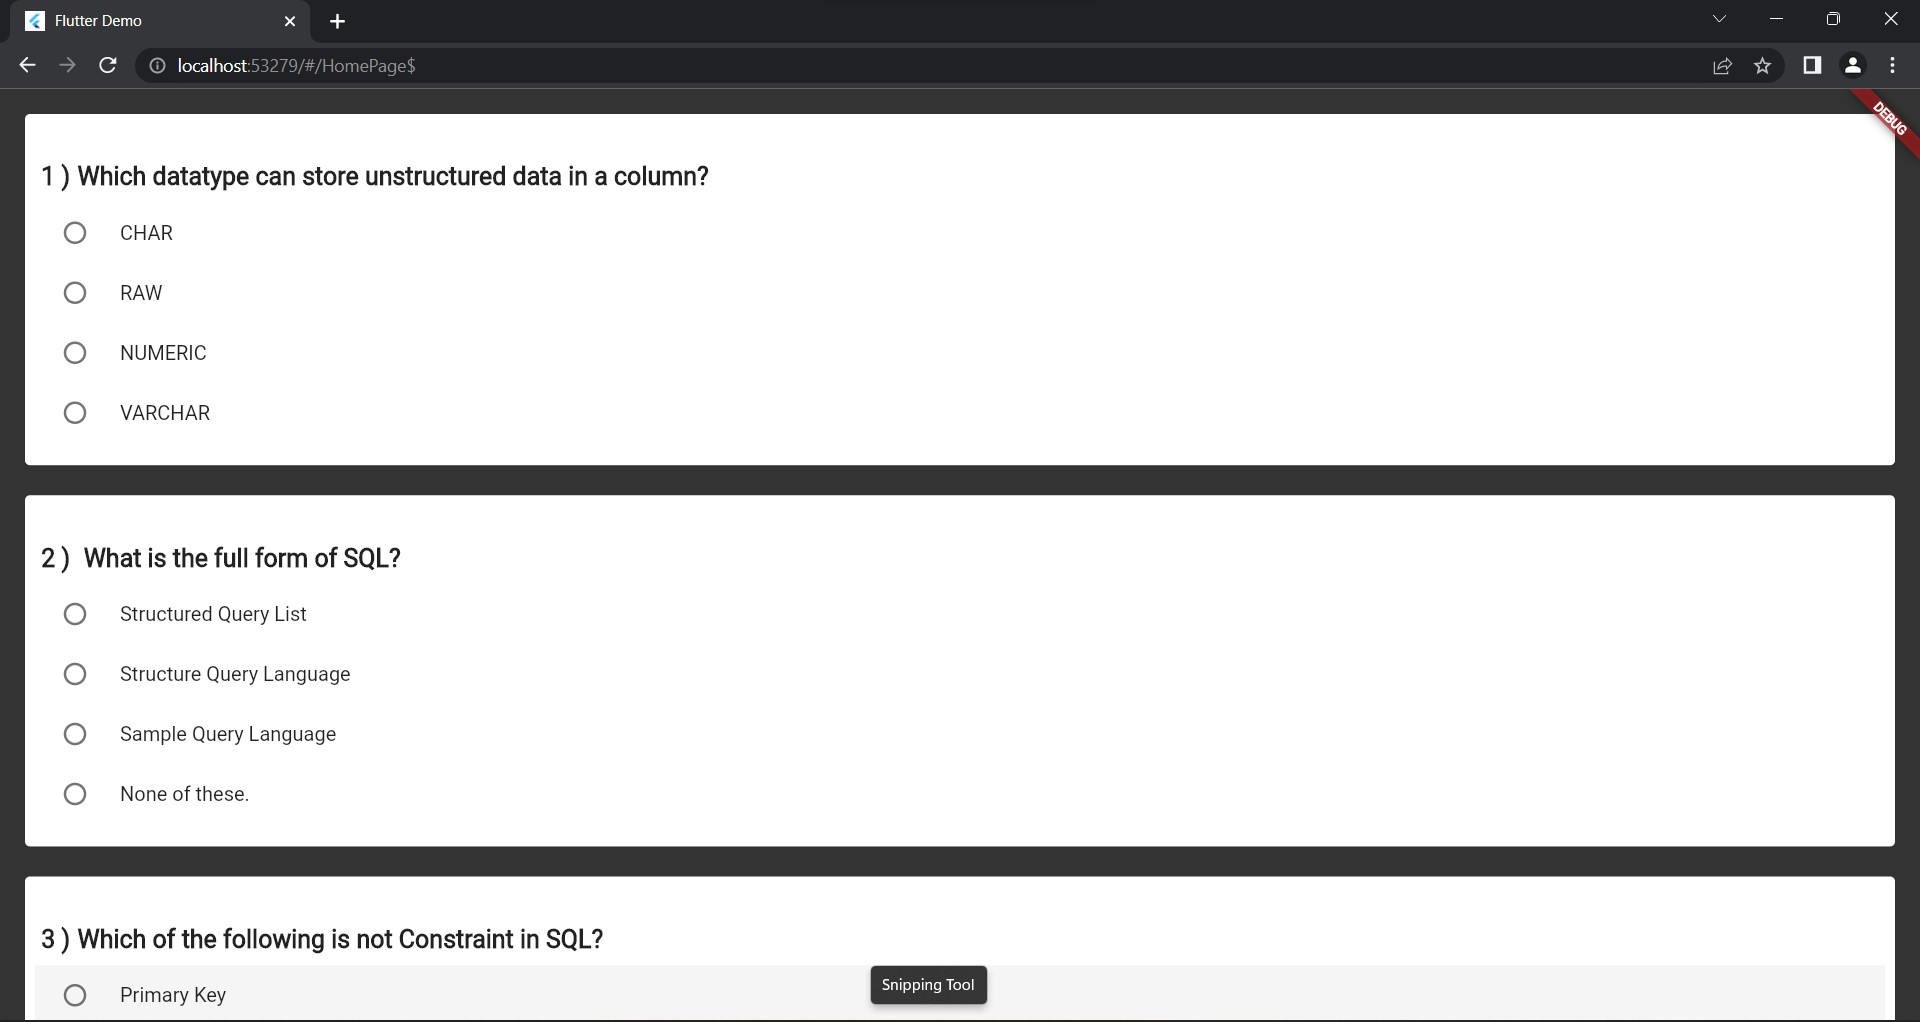 Flutter Demo
localhost:53279/#/HomePage$
DEBUG
1 ) Which datatype can store unstructured data in a column?
CHAR
RAW
NUMERIC
VARCHAR
2 )  What is the full form of SQL?
Structured Query List
Structure Query Language
Sample Query Language
None of these.
3 ) Which of the following is not Constraint in SQL?
Primary Key
Snipping Tool